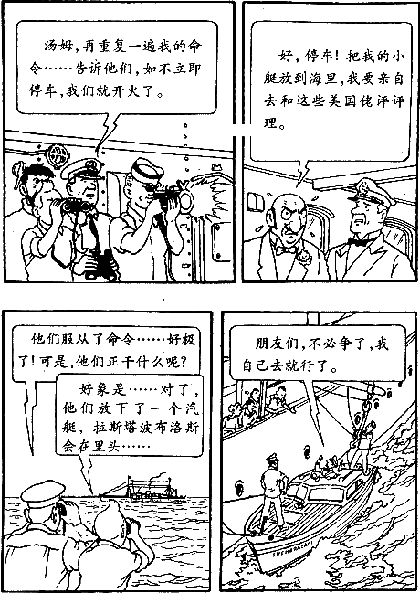 汤姆，再重复一遍我的命
令……告诉他们，如不立即
停车，我们就开火了。
好，停车！把我的小
艇放到海里，我要亲自
去和这些美国佬评评
理。
他们服从了命令……好极
了！可是，他们正干什么呢？
好象是……对了，
他们放下了一个汽
艇，拉斯塔波布洛斯
会在里头……
朋友们，不必争了，我
自己去就行了。